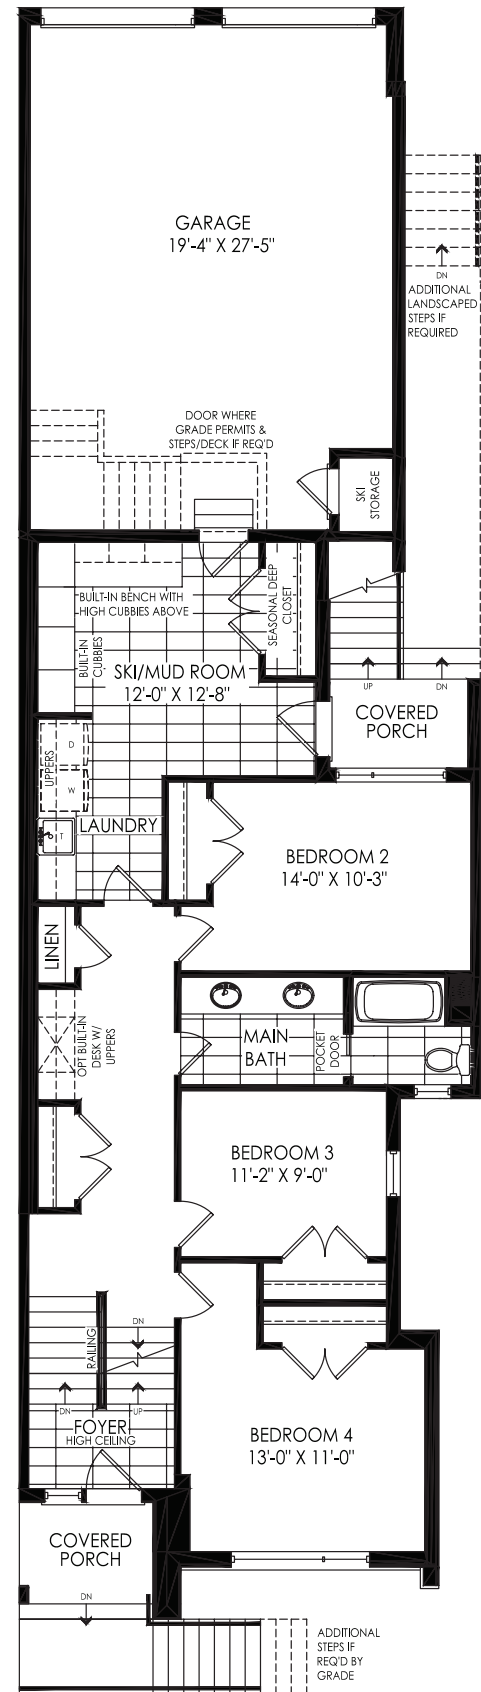 GARAGE
19'-4" X 27'-5"
DN
ADDITIONAL
LANDSCAPED
STEPS IF
REQUIRED
DOOR WHERE
GRADE PERMITS &
STEPS/DECK IF REQ'D
SKI
STORAGE
BUILT-IN BENCH WITH
HIGH CUBBIES ABOVE
SEASONAL DEEP
CLOSET
BUILT-IN
CUBBIES
SKI/MUD ROOM
12'-0" X 12'-8"
UP
DN
COVERED
PORCH
UPPERS
D
W
T
LAUNDRY
BEDROOM 2
14'-0" X 10'-3"
LINEN
OPT BUILT-IN
DESK W/
UPPERS
MAIN
BATH
POCKET
DOOR
BEDROOM 3
11'-2" X 9'-0"
RAILING
DN
DN
UP
FOYER
HIGH CEILING
BEDROOM 4
13'-0" X 11'-0"
COVERED
PORCH
DN
ADDITIONAL
STEPS IF
REQ'D BY
GRADE